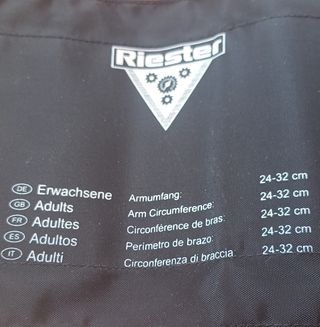 Riester
DE Erwachsene Armumfang: 24-32 cm
GB Adults Arm Circumference: 24-32 cm
FR Adultes Circonférence de bras: 24-32 cm
ES Adultos Perimetro de brazo: 24-32 cm
IT Adulti Circonferenza di braccia: 24-32 cm